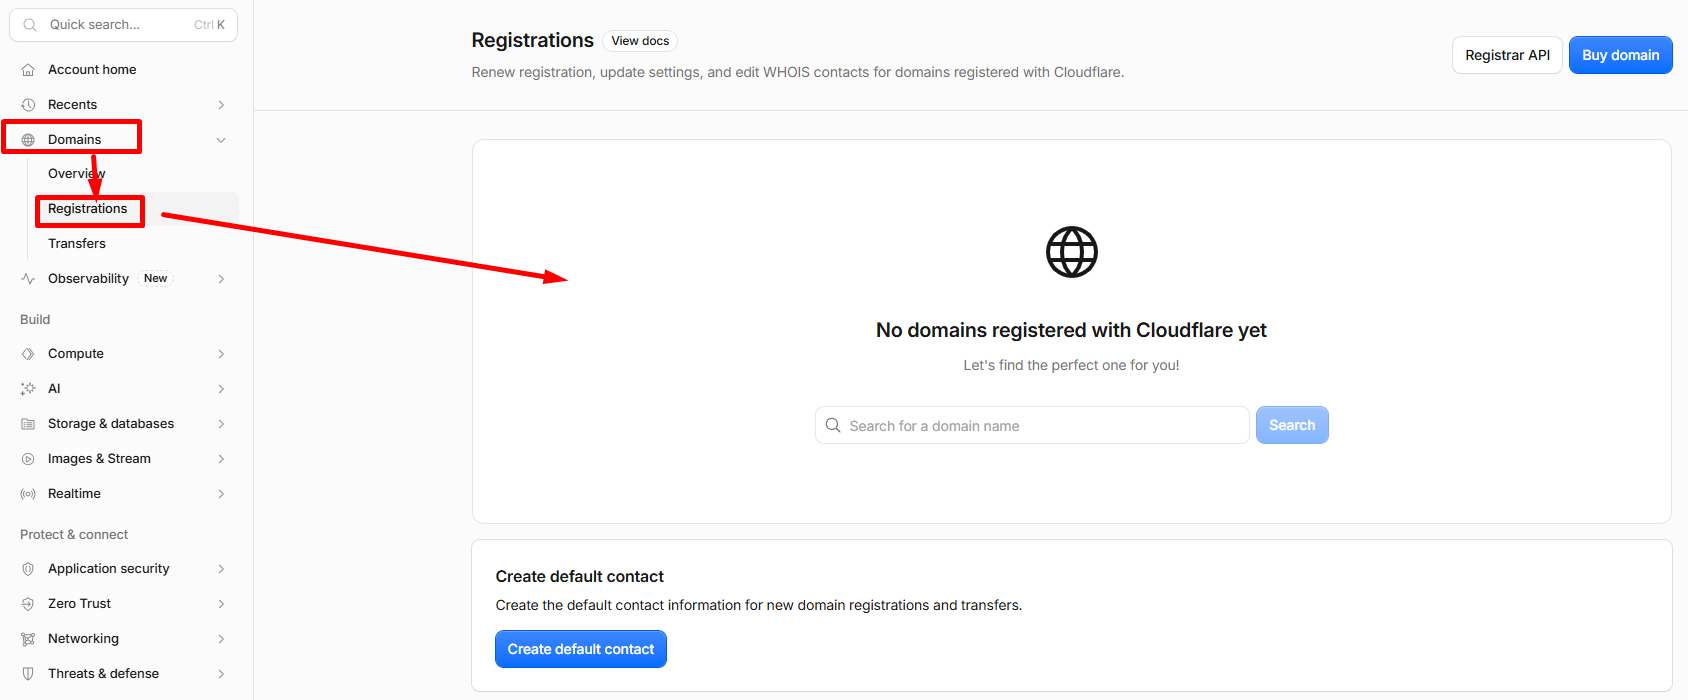 Quick search... Ctrl K
Account home
Recents
Domains
Overview
Registrations
Transfers
Observability New
Build
Compute
AI
Storage & databases
Images & Stream
Realtime
Protect & connect
Application security
Zero Trust
Networking
Threats & defense
Registrations View docs
Renew registration, update settings, and edit WHOIS contacts for domains registered with Cloudflare.
Registrar API Buy domain
No domains registered with Cloudflare yet
Let's find the perfect one for you!
Search for a domain name Search
Create default contact
Create the default contact information for new domain registrations and transfers.
Create default contact